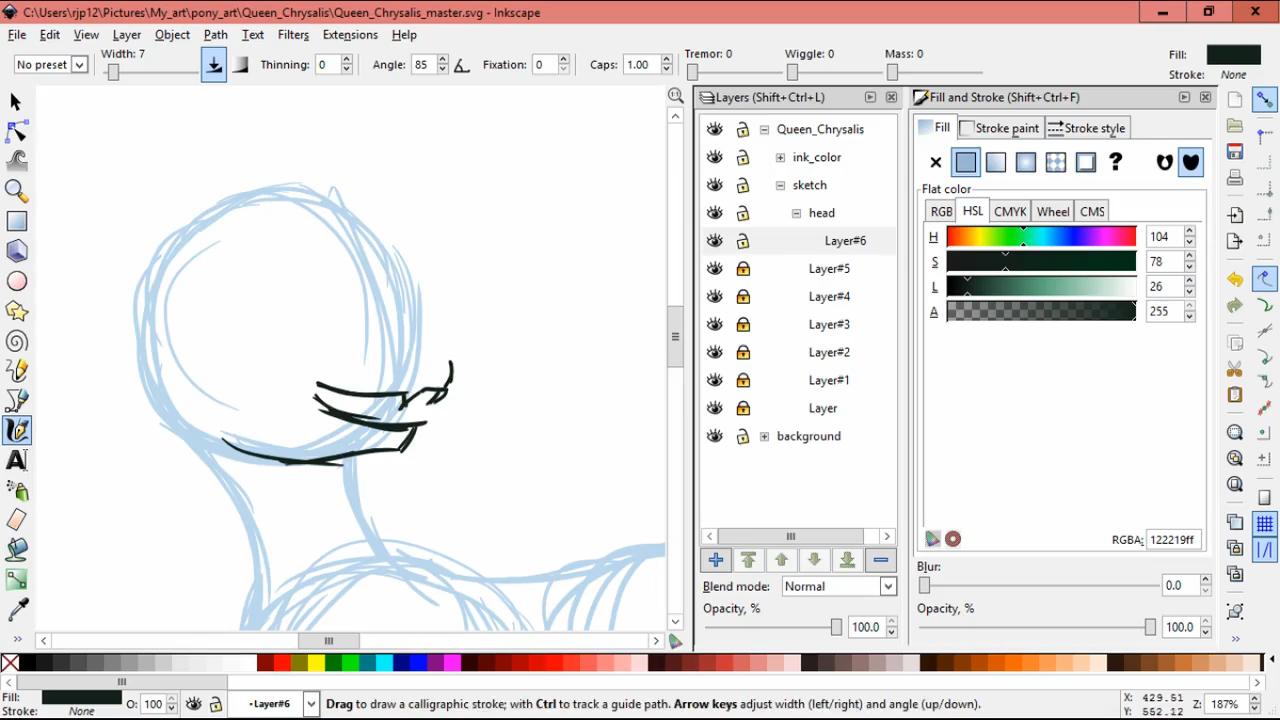 C:\Users\rjp12\Pictures\My_art\pony_art\Queen_Chrysalis\Queen_Chrysalis_master.svg - Inkscape
File Edit View Layer Object Path Text Filters Extensions Help
No preset Width: 7 Thinning: 0 Angle: 85 Fixation: 0 Caps: 1.00 Tremor: 0 Wiggle: 0 Mass: 0 Fill:
Stroke: None
Layers (Shift+Ctrl+L)
Queen_Chrysalis
ink_color
sketch
head
Layer#6
Layer#5
Layer#4
Layer#3
Layer#2
Layer#1
Layer
background
Blend mode: Normal
Opacity, % 100.0
Fill and Stroke (Shift+Ctrl+F)
Fill Stroke paint Stroke style
?
Flat color
RGB HSL CMYK Wheel CMS
H 104
S 78
L 26
A 255
RGBA: 122219ff
Blur:
0.0
Opacity, %
100.0
Fill:
Stroke: None O: 100 Layer#6 Drag to draw a calligraphic stroke; with Ctrl to track a guide path. Arrow keys adjust width (left/right) and angle (up/down). X: 429.51
Y: 552.12 Z: 187%